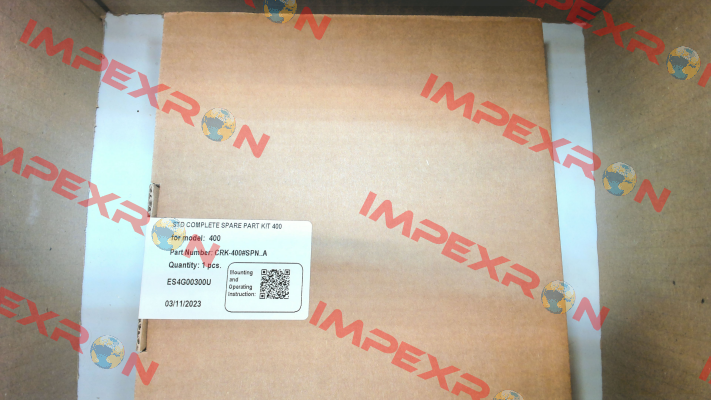 IMPEXRON
IMPEXRON
IMPEXRON
IMPEXRON
STD COMPLETE SPARE PART KIT 400
for model: 400
Part Number: CRK-400#SPN_A
Quantity: 1 pcs.
ES4G00300U
03/11/2023
Mounting
and
Operating
Instruction:
IMPEXRON
IMPEXRON
IMPEXRON